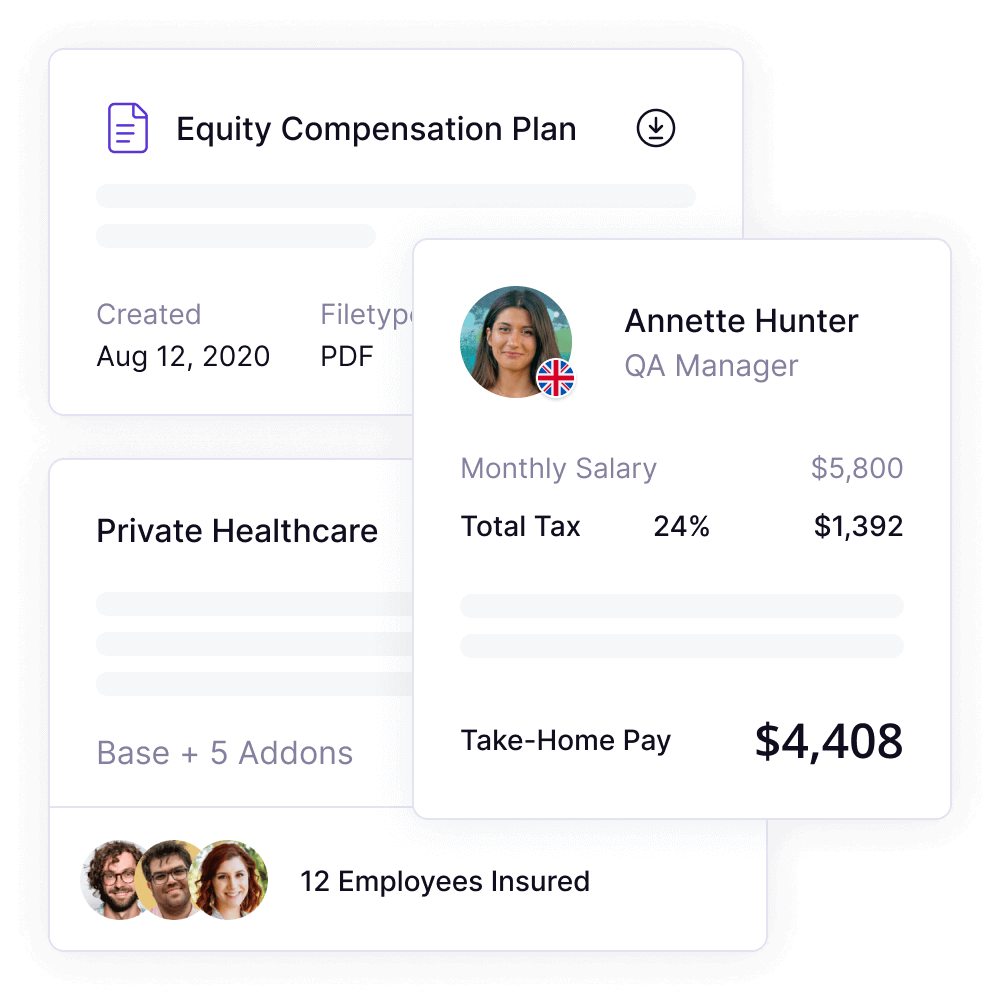 Equity Compensation Plan
Created
Aug 12, 2020
Filetype
PDF
Annette Hunter
QA Manager
Monthly Salary $5,800
Total Tax 24% $1,392
Take-Home Pay $4,408
Private Healthcare
Base + 5 Addons
12 Employees Insured